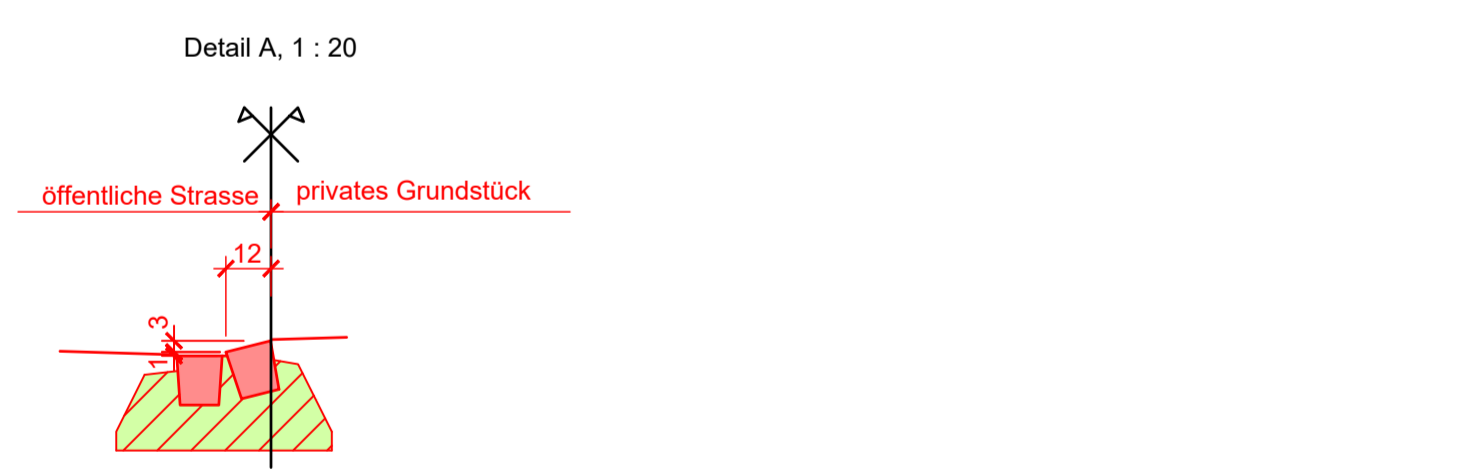 Detail A, 1 : 20
öffentliche Strasse
privates Grundstück
12
3
1